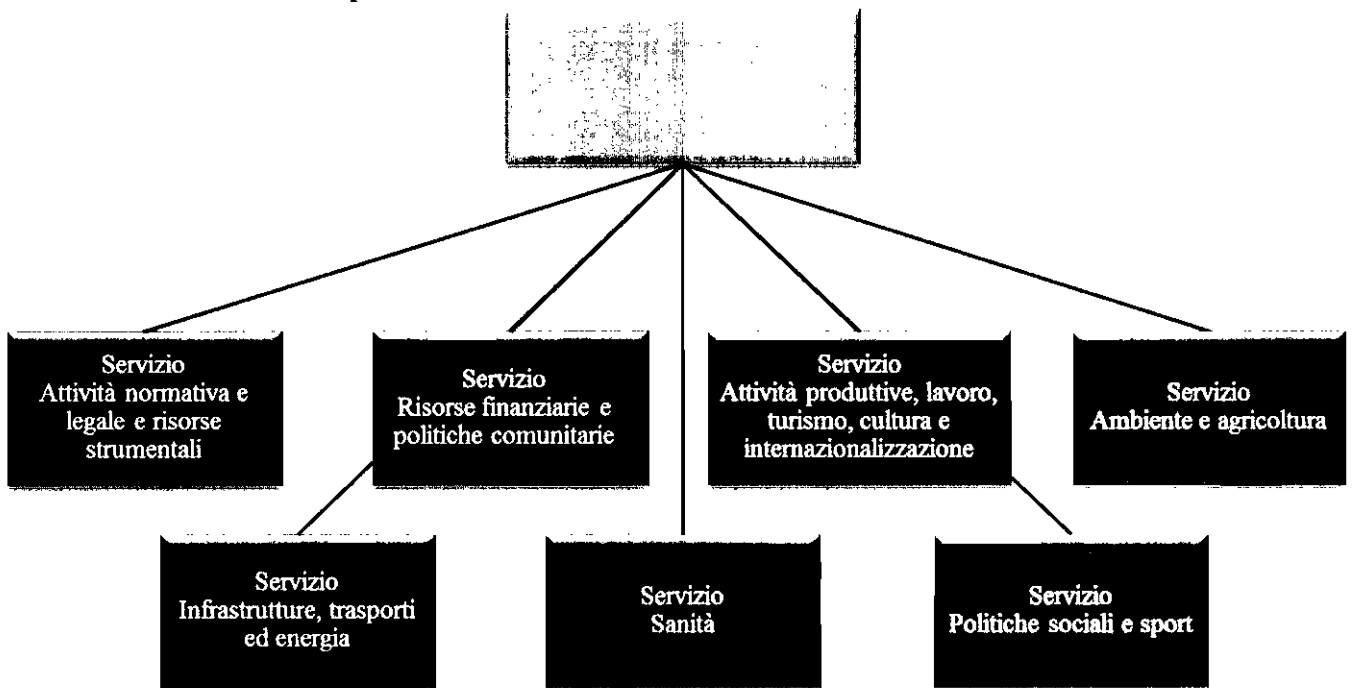 Servizio
Attività normativa e
legale e risorse
strumentali
Servizio
Risorse finanziarie e
politiche comunitarie
Servizio
Attività produttive, lavoro,
turismo, cultura e
internazionalizzazione
Servizio
Ambiente e agricoltura
Servizio
Infrastrutture, trasporti
ed energia
Servizio
Sanità
Servizio
Politiche sociali e sport